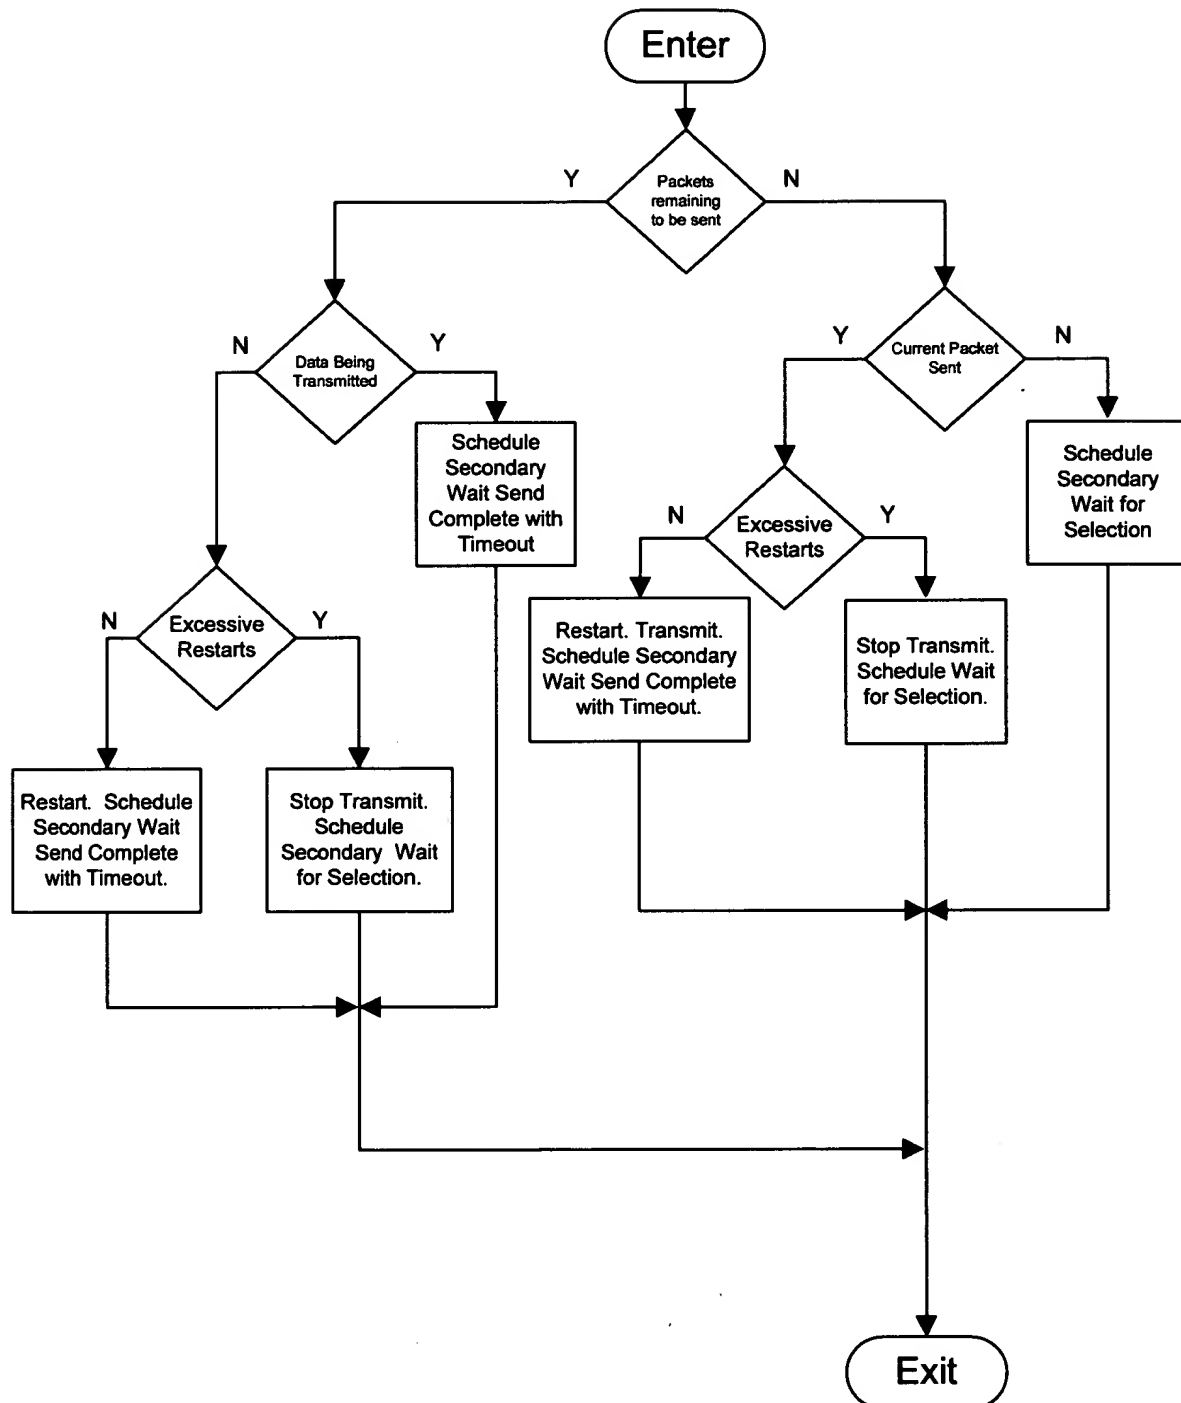 Enter
Y
N
Packets
remaining
to be sent
N
Y
Data Being
Transmitted
Y
N
Current Packet
Sent
Schedule
Secondary
Wait Send
Complete with
Timeout
Schedule
Secondary
Wait for
Selection
N
Y
Excessive
Restarts
N
Y
Excessive
Restarts
Restart. Transmit.
Schedule Secondary
Wait Send Complete
with Timeout.
Stop Transmit.
Schedule Wait
for Selection.
Restart. Schedule
Secondary Wait
Send Complete
with Timeout.
Stop Transmit.
Schedule
Secondary Wait
for Selection.
Exit